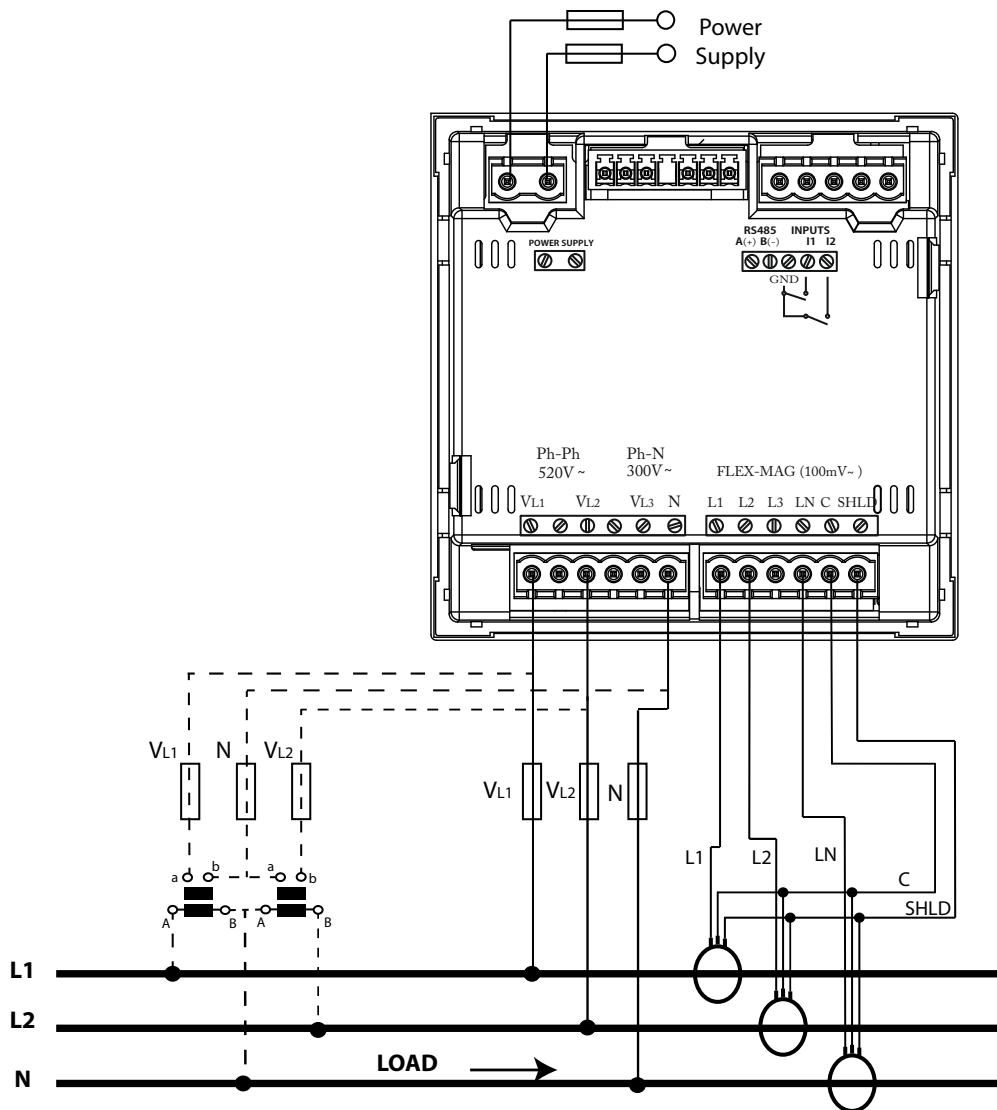 Power
Supply
POWER SUPPLY
RS485 INPUTS
A(+) B(-) I1 I2
GND
Ph-Ph Ph-N
520V ~ 300V ~ FLEX-MAG (100mV~ )
VL1 VL2 VL3 N L1 L2 L3 LN C SHLD
VL1 N VL2
VL1 VL2 N
L1 L2 LN
C
SHLD
a b a b
A B A B
L1
L2
LOAD
N